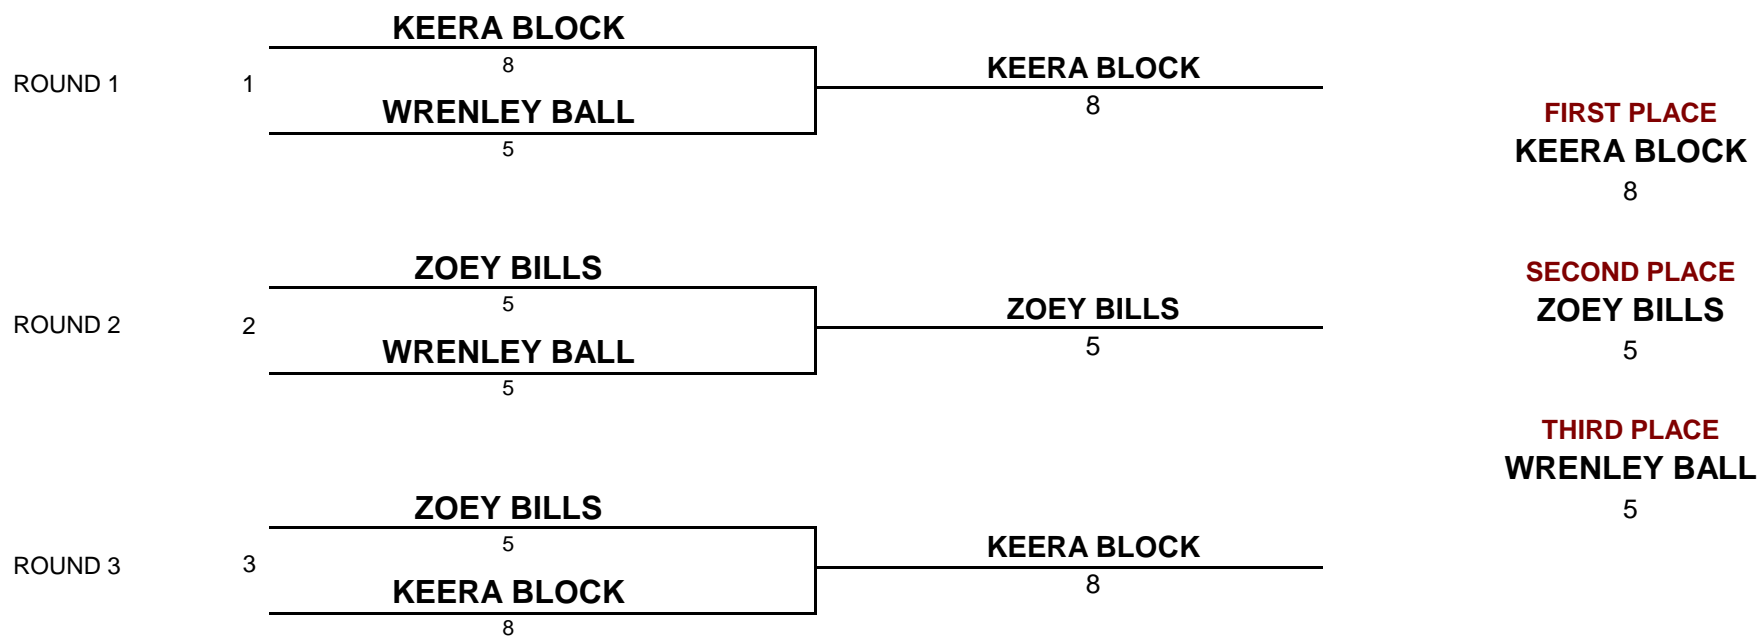 ROUND 1
1
KEERA BLOCK
8
WRENLEY BALL
5
KEERA BLOCK
8
ROUND 2
2
ZOEY BILLS
5
WRENLEY BALL
5
ZOEY BILLS
5
ROUND 3
3
ZOEY BILLS
5
KEERA BLOCK
8
KEERA BLOCK
8
FIRST PLACE
KEERA BLOCK
8
SECOND PLACE
ZOEY BILLS
5
THIRD PLACE
WRENLEY BALL
5